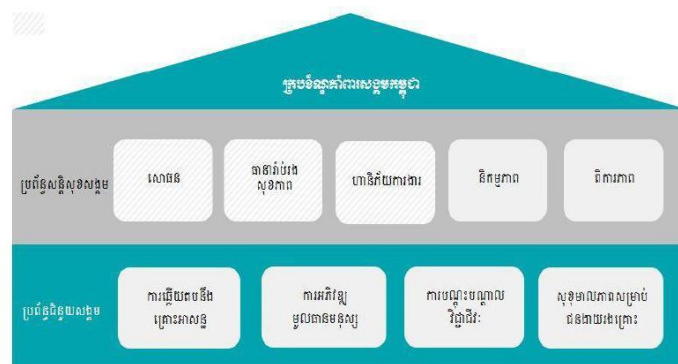 ក្របខ័ណ្ឌគាំពារសង្គមកម្ពុជា
ប្រព័ន្ធសន្តិសុខសង្គម
សោធន
ធានារ៉ាប់រង
សុខភាព
ហានិភ័យការងារ
និកម្មភាព
ពិការភាព
ប្រព័ន្ធជំនួយសង្គម
ការឆ្លើយតបនឹង
គ្រោះអាសន្ន
ការអភិវឌ្ឍ
មូលធានមនុស្ស
ការបណ្តុះបណ្តាល
វិជ្ជាជីវៈ
សុខុមាលភាពសម្រាប់
ជនងាយរងគ្រោះ